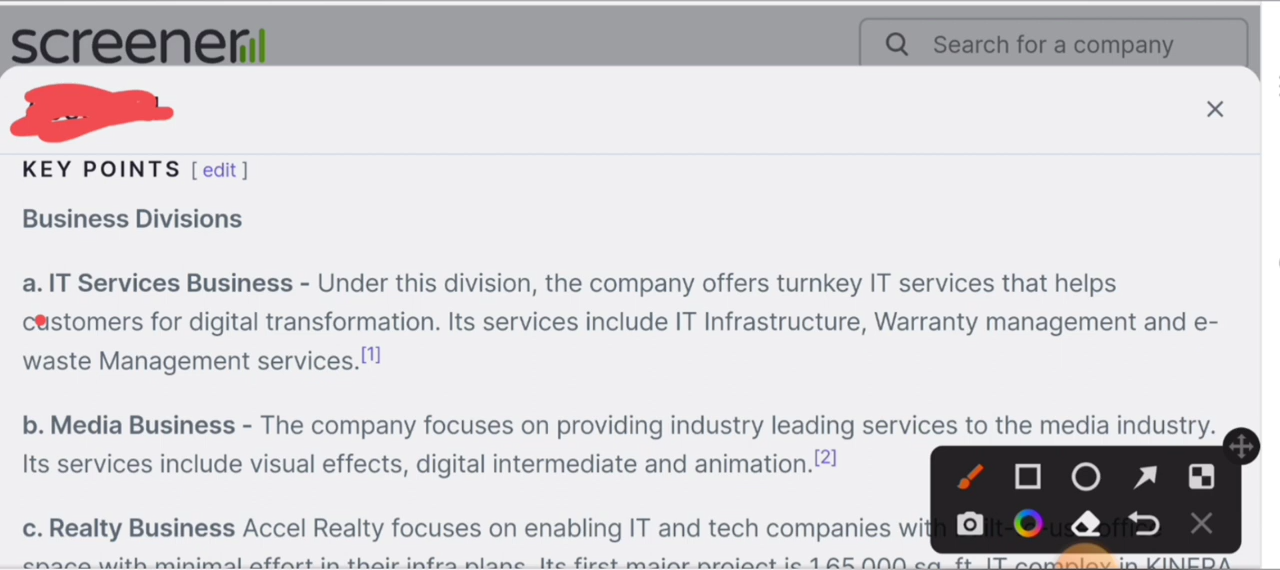 screener
Search for a company
KEY POINTS [ edit ]
Business Divisions
a. IT Services Business - Under this division, the company offers turnkey IT services that helps
customers for digital transformation. Its services include IT Infrastructure, Warranty management and e-
waste Management services.[1]
b. Media Business - The company focuses on providing industry leading services to the media industry.
Its services include visual effects, digital intermediate and animation.[2]
c. Realty Business Accel Realty focuses on enabling IT and tech companies with built-to-use office
space with minimal effort in their infra plans. Its first major project is 1,65,000 sq. ft. IT complex in KINFRA